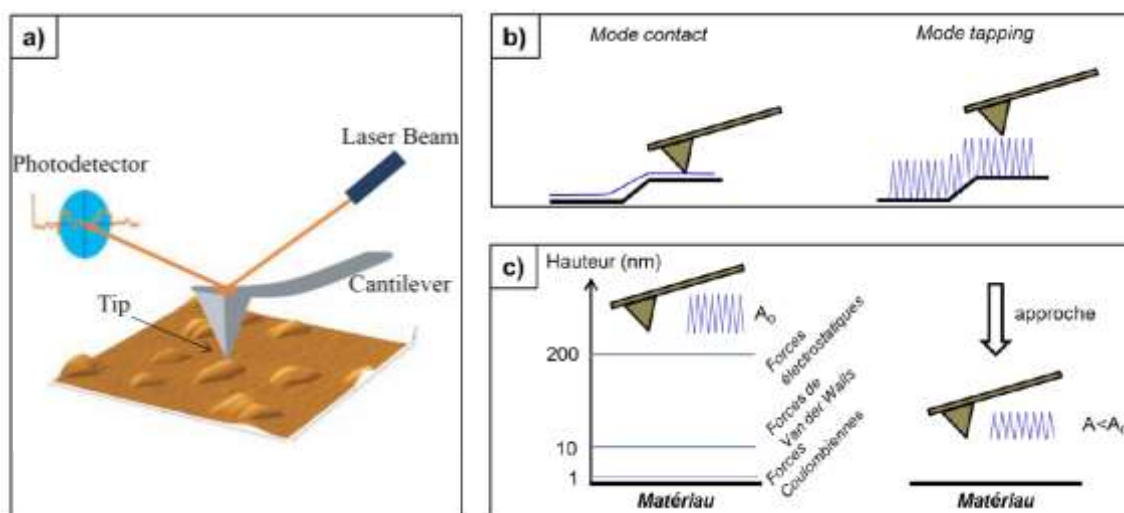 a)
Laser Beam
Photodetector
Cantilever
Tip
b)
Mode contact
Mode tapping
c)
Hauteur (nm)
A₀
200
10
1
Forces
électrostatiques
Forces de
Van der Walls
Forces
Coulombiennes
Matériau
approche
A<A₀
Matériau